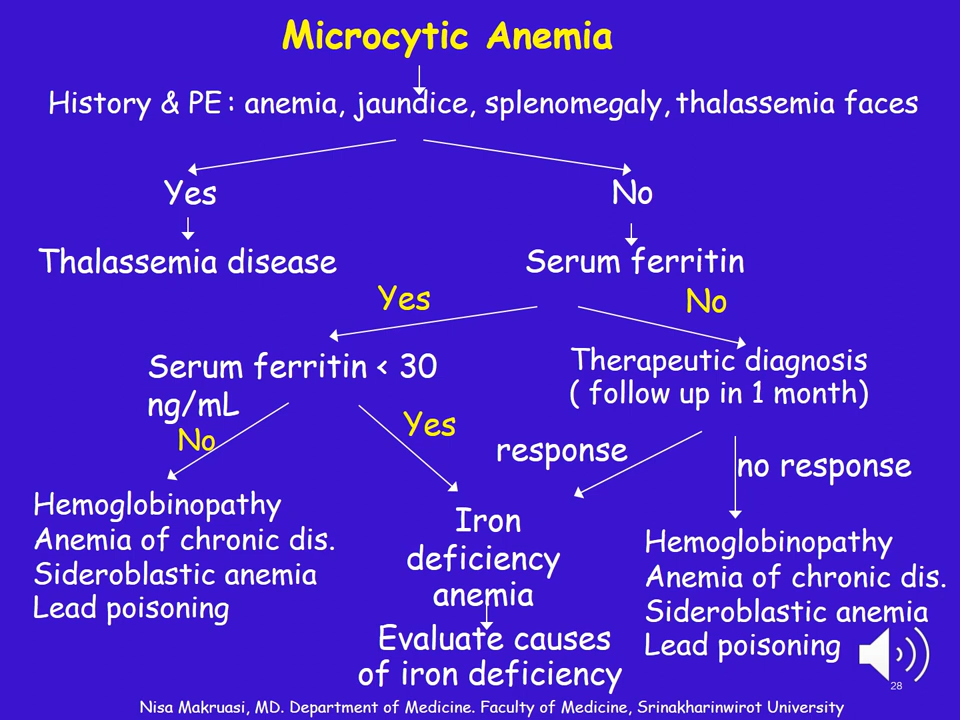 Microcytic Anemia
History & PE : anemia, jaundice, splenomegaly, thalassemia faces
Yes
No
Thalassemia disease
Serum ferritin
Yes
No
Serum ferritin < 30
ng/mL
Therapeutic diagnosis
( follow up in 1 month)
No
Yes
response
no response
Hemoglobinopathy
Anemia of chronic dis.
Sideroblastic anemia
Lead poisoning
Iron
deficiency
anemia
Evaluate causes
of iron deficiency
Hemoglobinopathy
Anemia of chronic dis.
Sideroblastic anemia
Lead poisoning
28
Nisa Makruasi, MD. Department of Medicine. Faculty of Medicine, Srinakharinwirot University